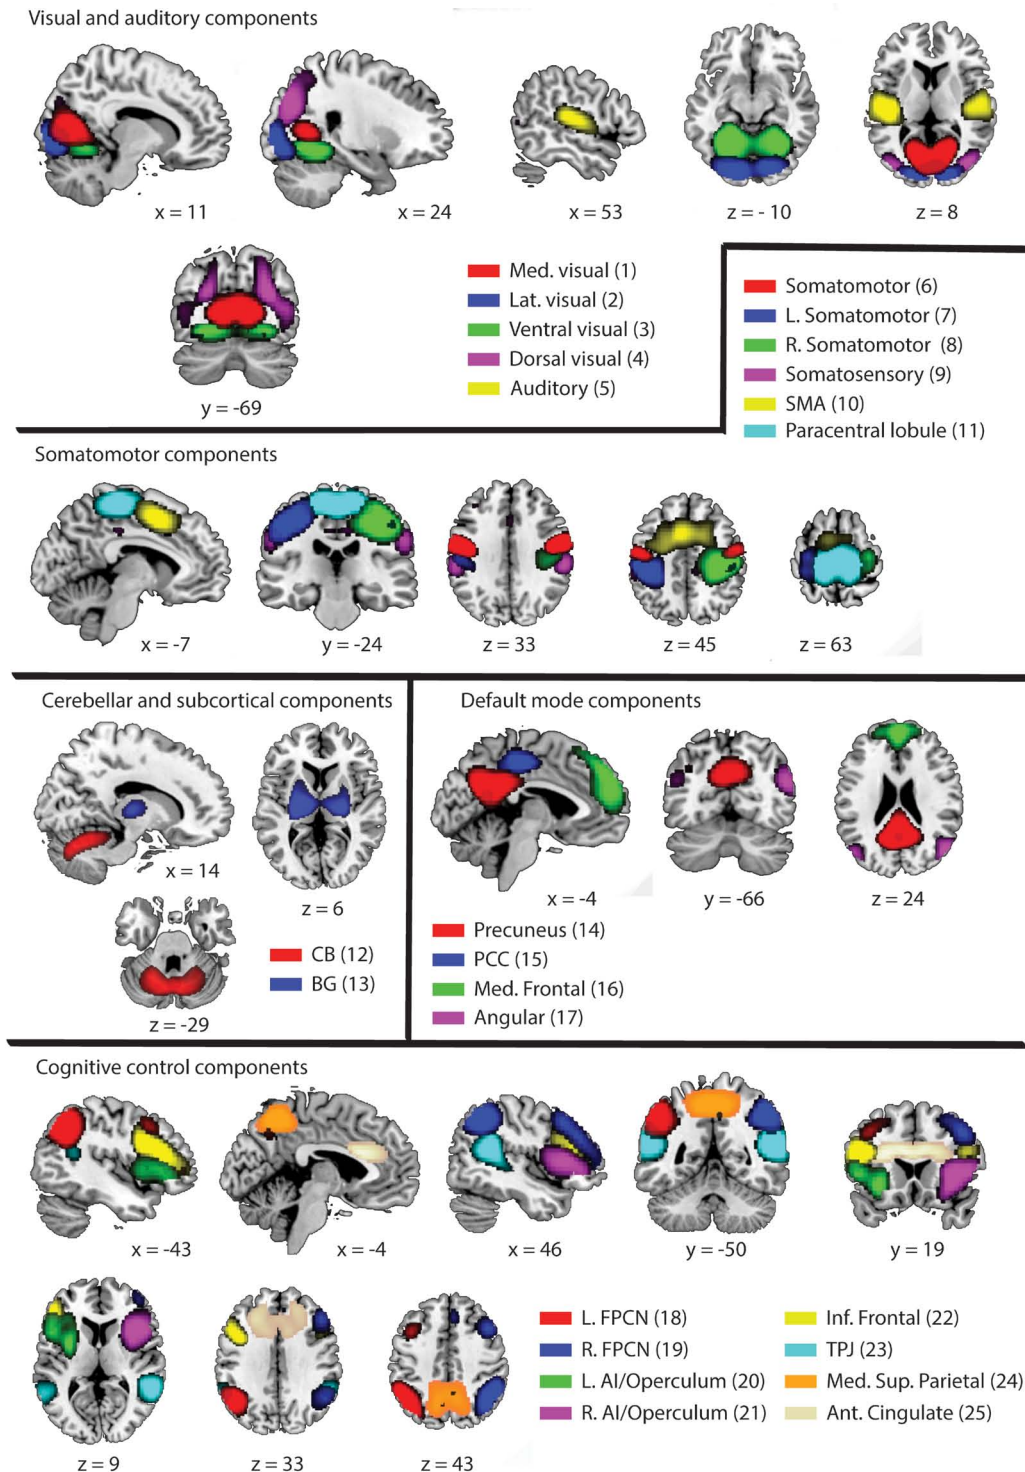 Visual and auditory components
x = 11
x = 24
x = 53
z = - 10
z = 8
y = -69
Med. visual (1)
Lat. visual (2)
Ventral visual (3)
Dorsal visual (4)
Auditory (5)
Somatomotor (6)
L. Somatomotor (7)
R. Somatomotor (8)
Somatosensory (9)
SMA (10)
Paracentral lobule (11)
Somatomotor components
x = -7
y = -24
z = 33
z = 45
z = 63
Cerebellar and subcortical components
x = 14
z = 6
z = -29
CB (12)
BG (13)
Default mode components
x = -4
y = -66
z = 24
Precuneus (14)
PCC (15)
Med. Frontal (16)
Angular (17)
Cognitive control components
x = -43
x = -4
x = 46
y = -50
y = 19
z = 9
z = 33
z = 43
L. FPCN (18)
R. FPCN (19)
L. AI/Operculum (20)
R. AI/Operculum (21)
Inf. Frontal (22)
TPJ (23)
Med. Sup. Parietal (24)
Ant. Cingulate (25)